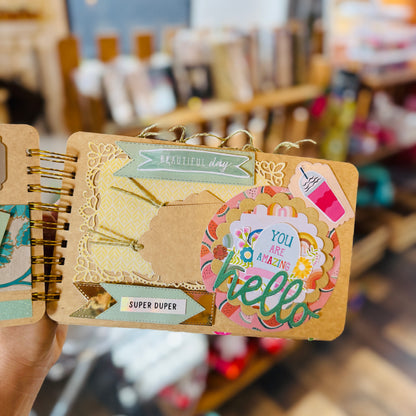 BEAUTIFUL day
YOU
ARE
AMAZING
hello
SUPER DUPER